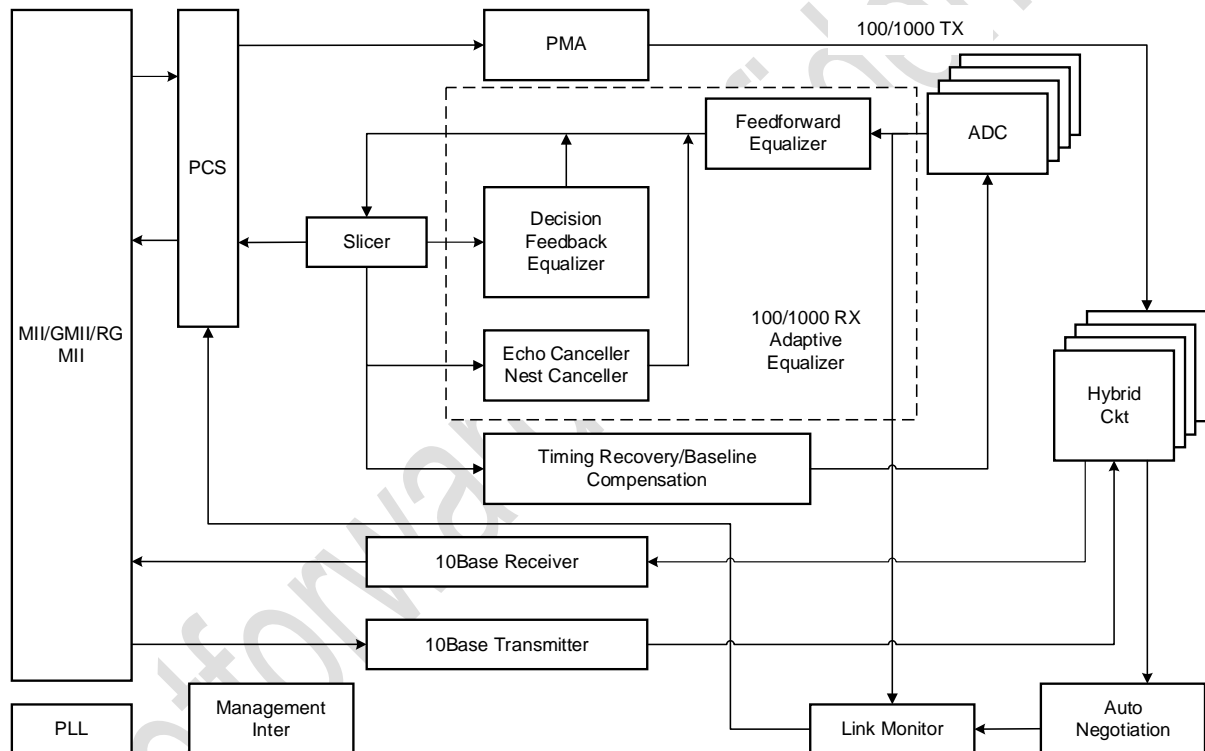 PMA
100/1000 TX
Feedforward
Equalizer
ADC
PCS
Decision
Feedback
Equalizer
Slicer
MII/GMII/RG
MII
100/1000 RX
Adaptive
Equalizer
Echo Canceller
Nest Canceller
Hybrid
Ckt
Timing Recovery/Baseline
Compensation
10Base Receiver
10Base Transmitter
PLL
Management
Inter
Link Monitor
Auto
Negotiation